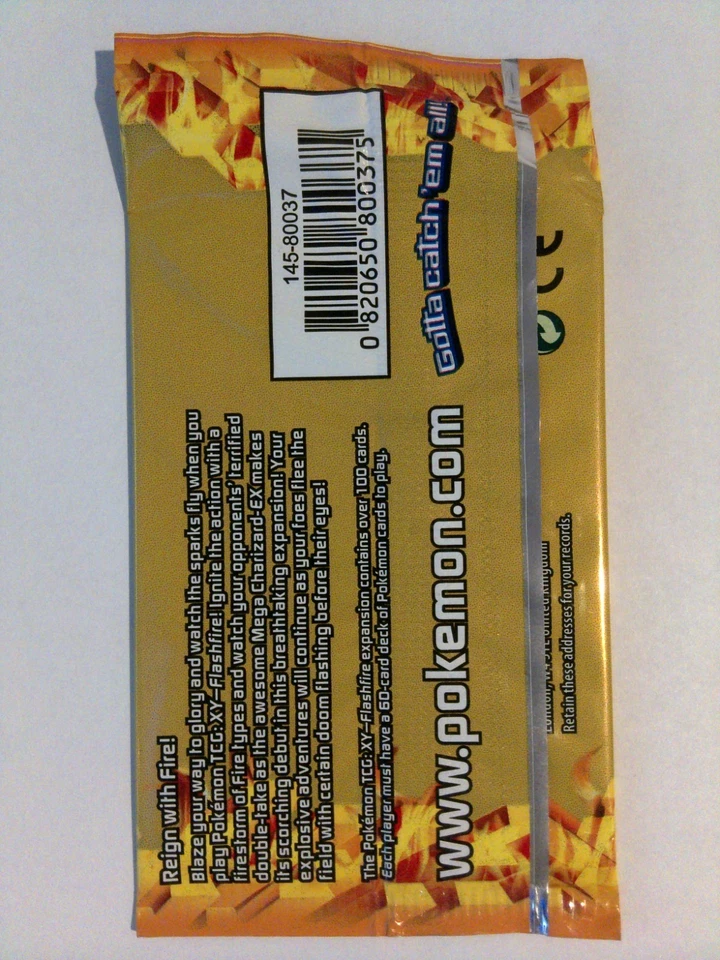 Reign with Fire!
Blaze your way to glory and watch the sparks fly when you
play Pokémon TCG: XY—Flashfire! Ignite the action with a
firestorm of Fire types and watch your opponents' terrified
double-take as the awesome Mega Charizard-EX makes
its scorching debut in this breathtaking expansion! Your
explosive adventures will continue as your foes flee the
field with certain doom flashing before their eyes!
The Pokémon TCG: XY—Flashfire expansion contains over 100 cards.
Each player must have a 60-card deck of Pokémon cards to play.
www.pokemon.com
145-80037
0 820650 800375
Gotta catch 'em all!
CE
United Kingdom
Retain these addresses for your records.